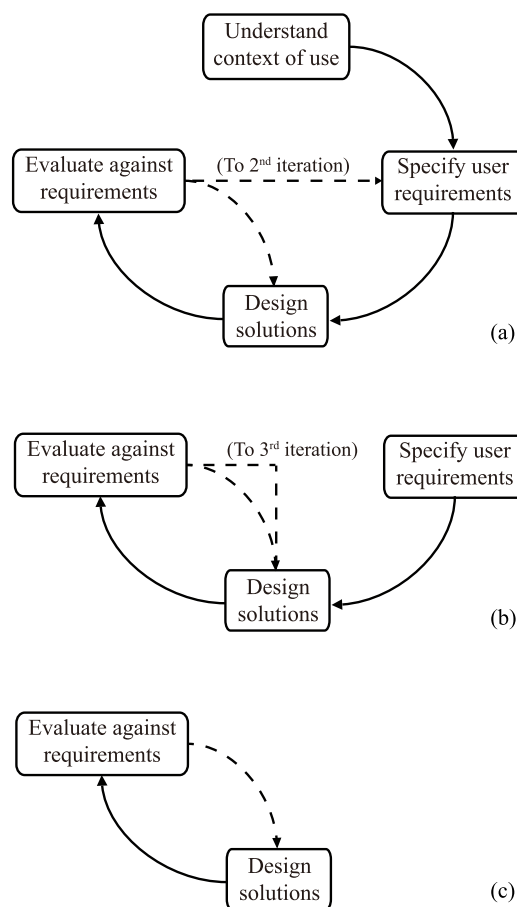 Understand
context of use
Evaluate against
requirements
(To 2nd iteration)
Specify user
requirements
Design
solutions
(a)
Evaluate against
requirements
(To 3rd iteration)
Specify user
requirements
Design
solutions
(b)
Evaluate against
requirements
Design
solutions
(c)